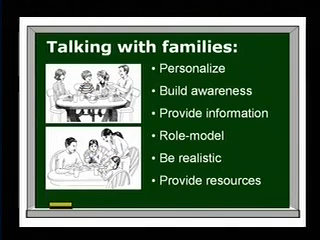 Talking with families:
• Personalize
• Build awareness
• Provide information
• Role-model
• Be realistic
• Provide resources